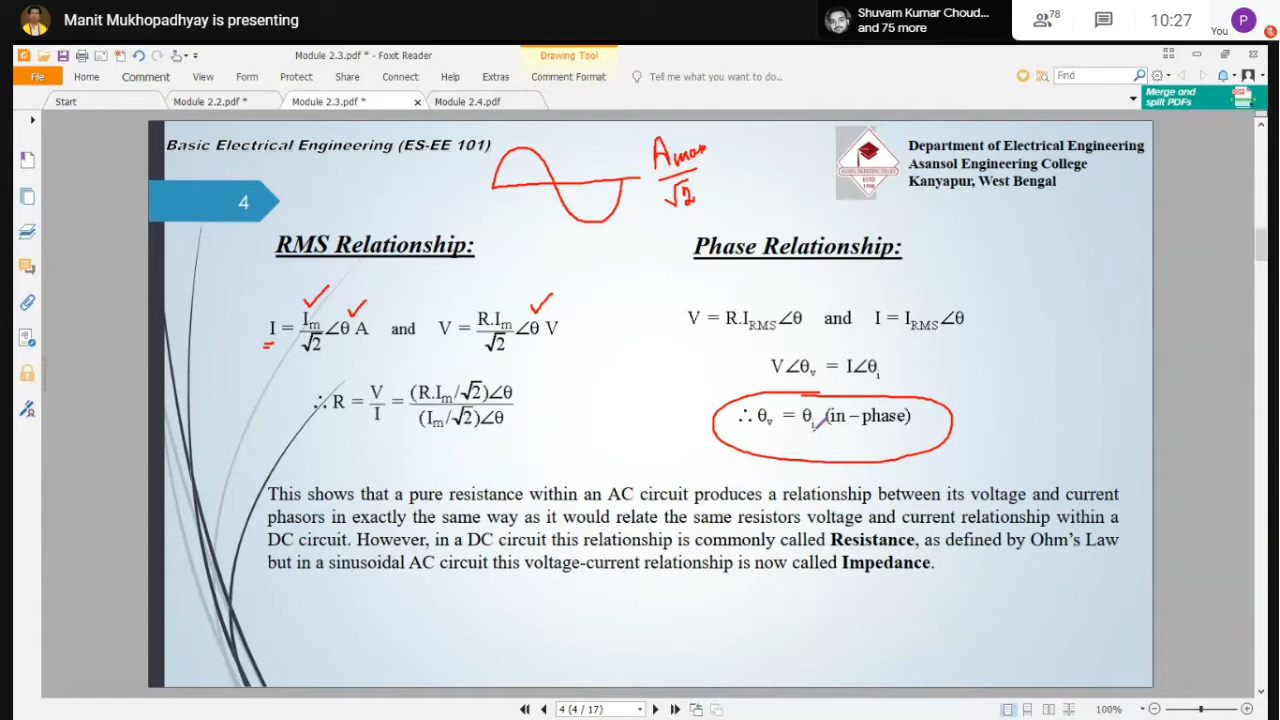 Manit Mukhopadhyay is presenting
Shuvam Kumar Choud...
and 75 more
78
10:27
P
You
Module 2.3.pdf * - Foxit Reader
Drawing Tool
File
Home
Comment
View
Form
Protect
Share
Connect
Help
Extras
Comment Format
Tell me what you want to do...
Find
Start
Module 2.2.pdf *
Module 2.3.pdf *
Module 2.4.pdf
Merge and
split PDFs
Basic Electrical Engineering (ES-EE 101)
Amax
√2
Department of Electrical Engineering
Asansol Engineering College
Kanyapur, West Bengal
4
RMS Relationship:
I = Im/√2 ∠θ A and V = R.Im/√2 ∠θ V
∴ R = V/I = (R.Im/√2)∠θ/(Im/√2)∠θ
Phase Relationship:
V = R.IRMS∠θ and I = IRMS∠θ
V∠θv = I∠θi
∴ θv = θi (in–phase)
This shows that a pure resistance within an AC circuit produces a relationship between its voltage and current
phasors in exactly the same way as it would relate the same resistors voltage and current relationship within a
DC circuit. However, in a DC circuit this relationship is commonly called Resistance, as defined by Ohm's Law
but in a sinusoidal AC circuit this voltage-current relationship is now called Impedance.
4 (4 / 17)
100%